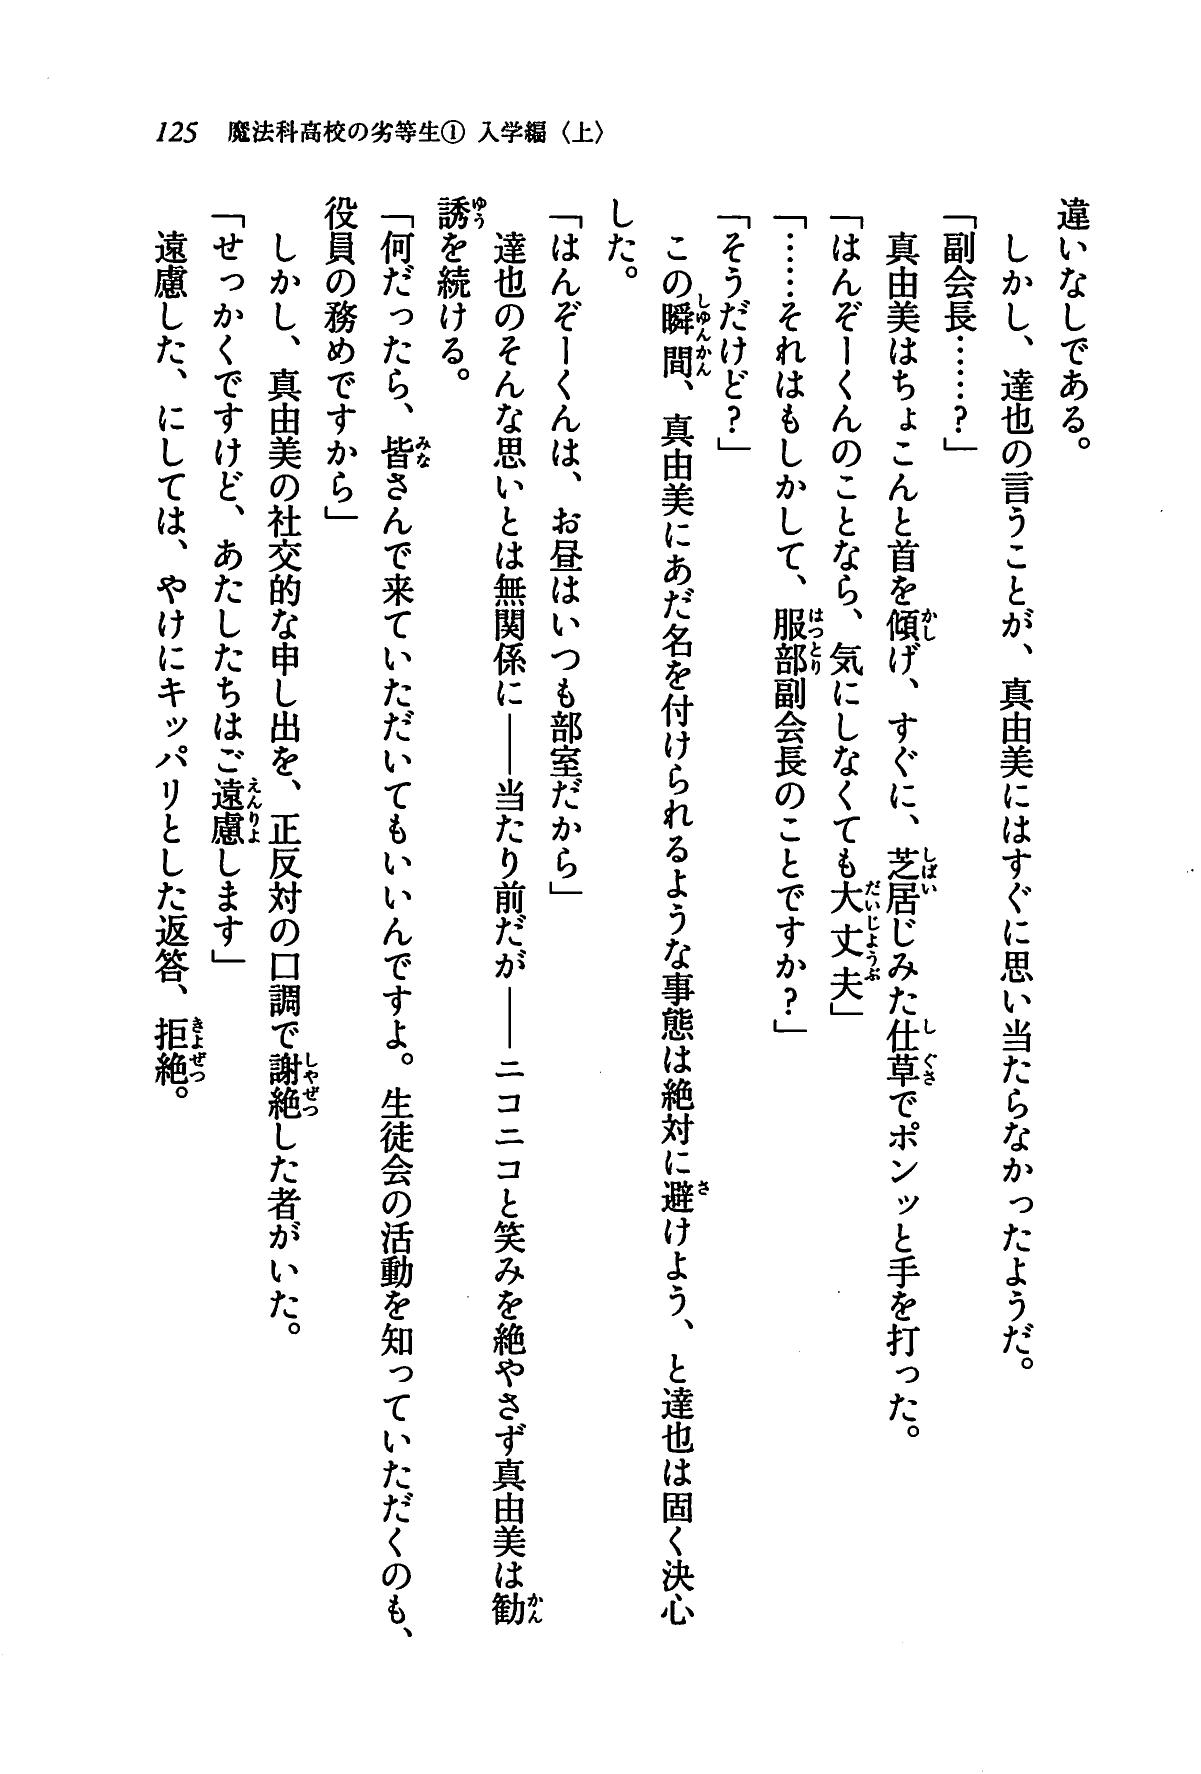 125 魔法科高校の劣等生① 入学編〈上〉
違いなしである。
しかし、達也の言うことが、真由美にはすぐに思い当たらなかったようだ。
「副会長……？」
真由美はちょこんと首を傾げ、すぐに、芝居じみた仕草でポンッと手を打った。
「はんぞーくんのことなら、気にしなくても大丈夫」
「……それはもしかして、服部副会長のことですか？」
「そうだけど？」
この瞬間、真由美にあだ名を付けられるような事態は絶対に避けよう、と達也は固く決心
した。
「はんぞーくんは、お昼はいつも部室だから」
達也のそんな思いとは無関係に――当たり前だが――ニコニコと笑みを絶やさず真由美は勧
誘を続ける。
「何だったら、皆さんで来ていただいてもいいんですよ。生徒会の活動を知っていただくのも、
役員の務めですから」
しかし、真由美の社交的な申し出を、正反対の口調で謝絶した者がいた。
「せっかくですけど、あたしたちはご遠慮します」
遠慮した、にしては、やけにキッパリとした返答、拒絶。